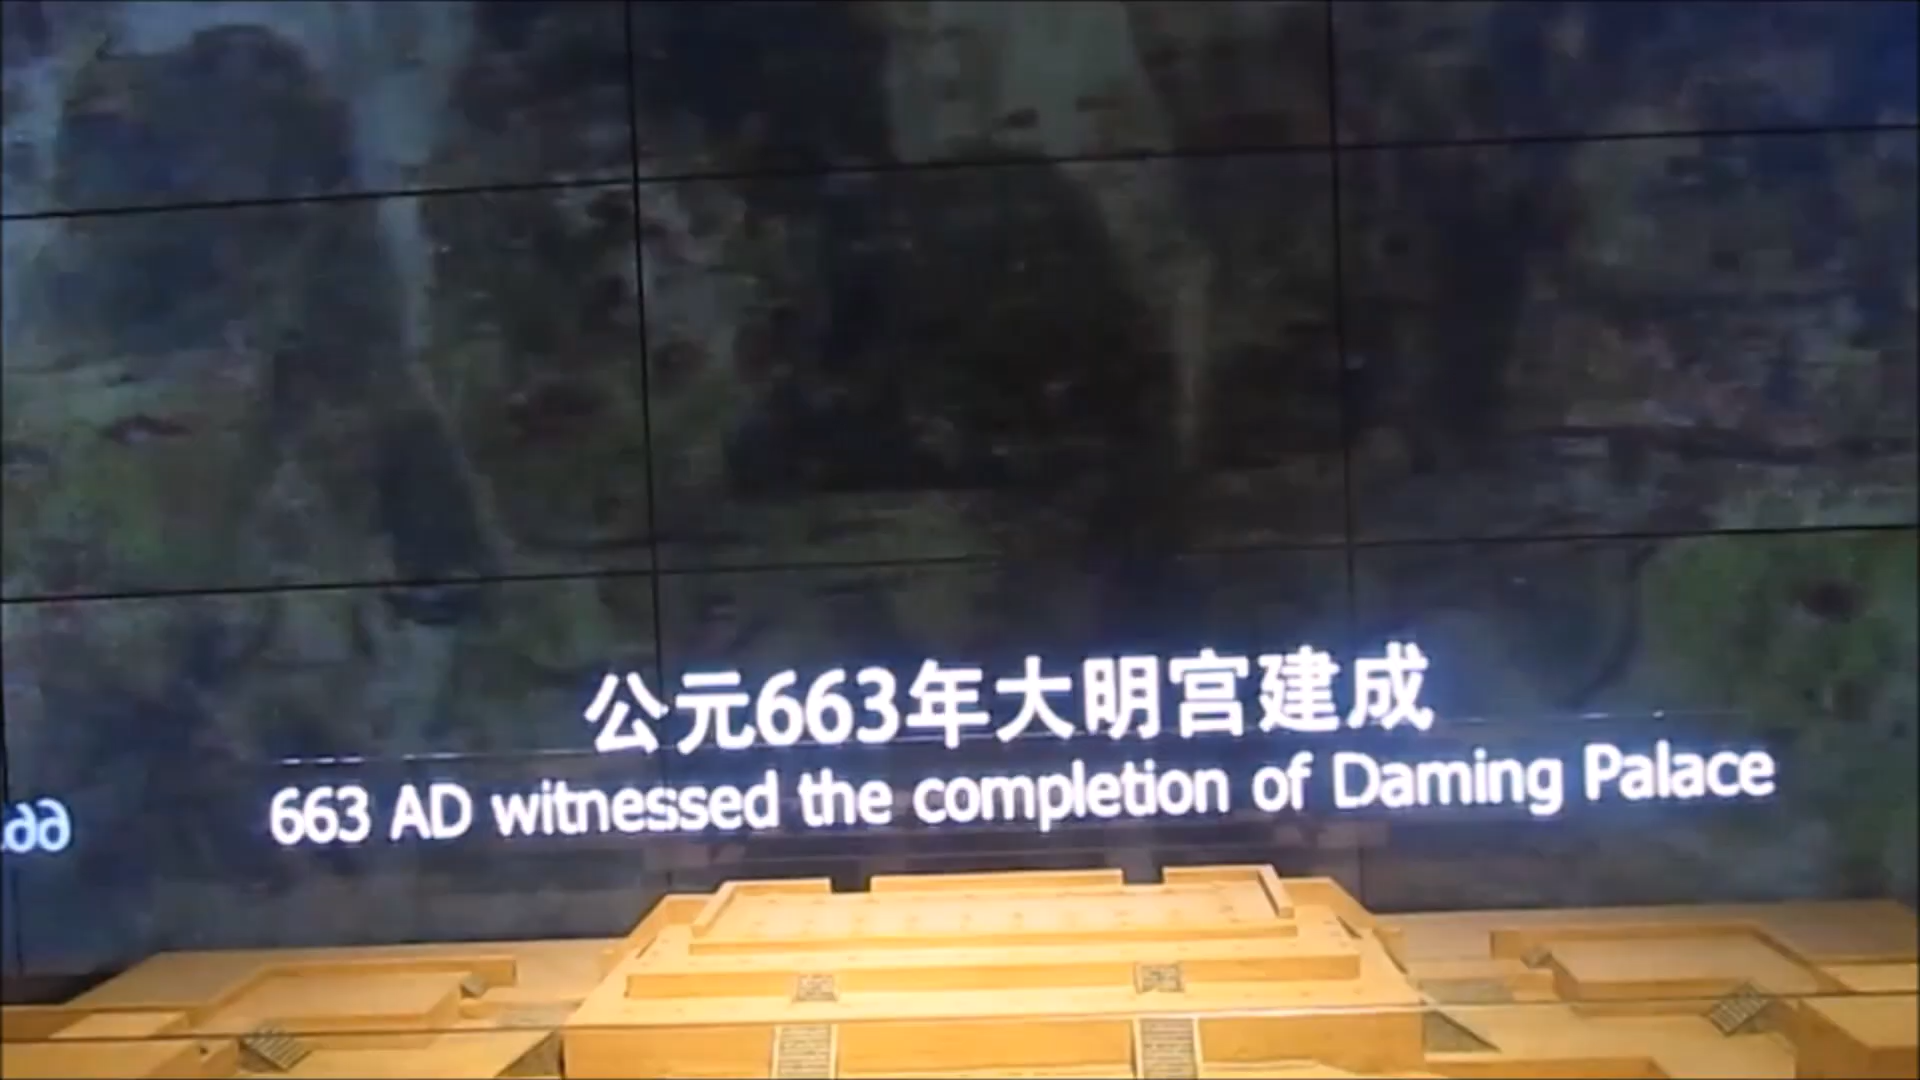 公元663年大明宫建成
663 AD witnessed the completion of Daming Palace